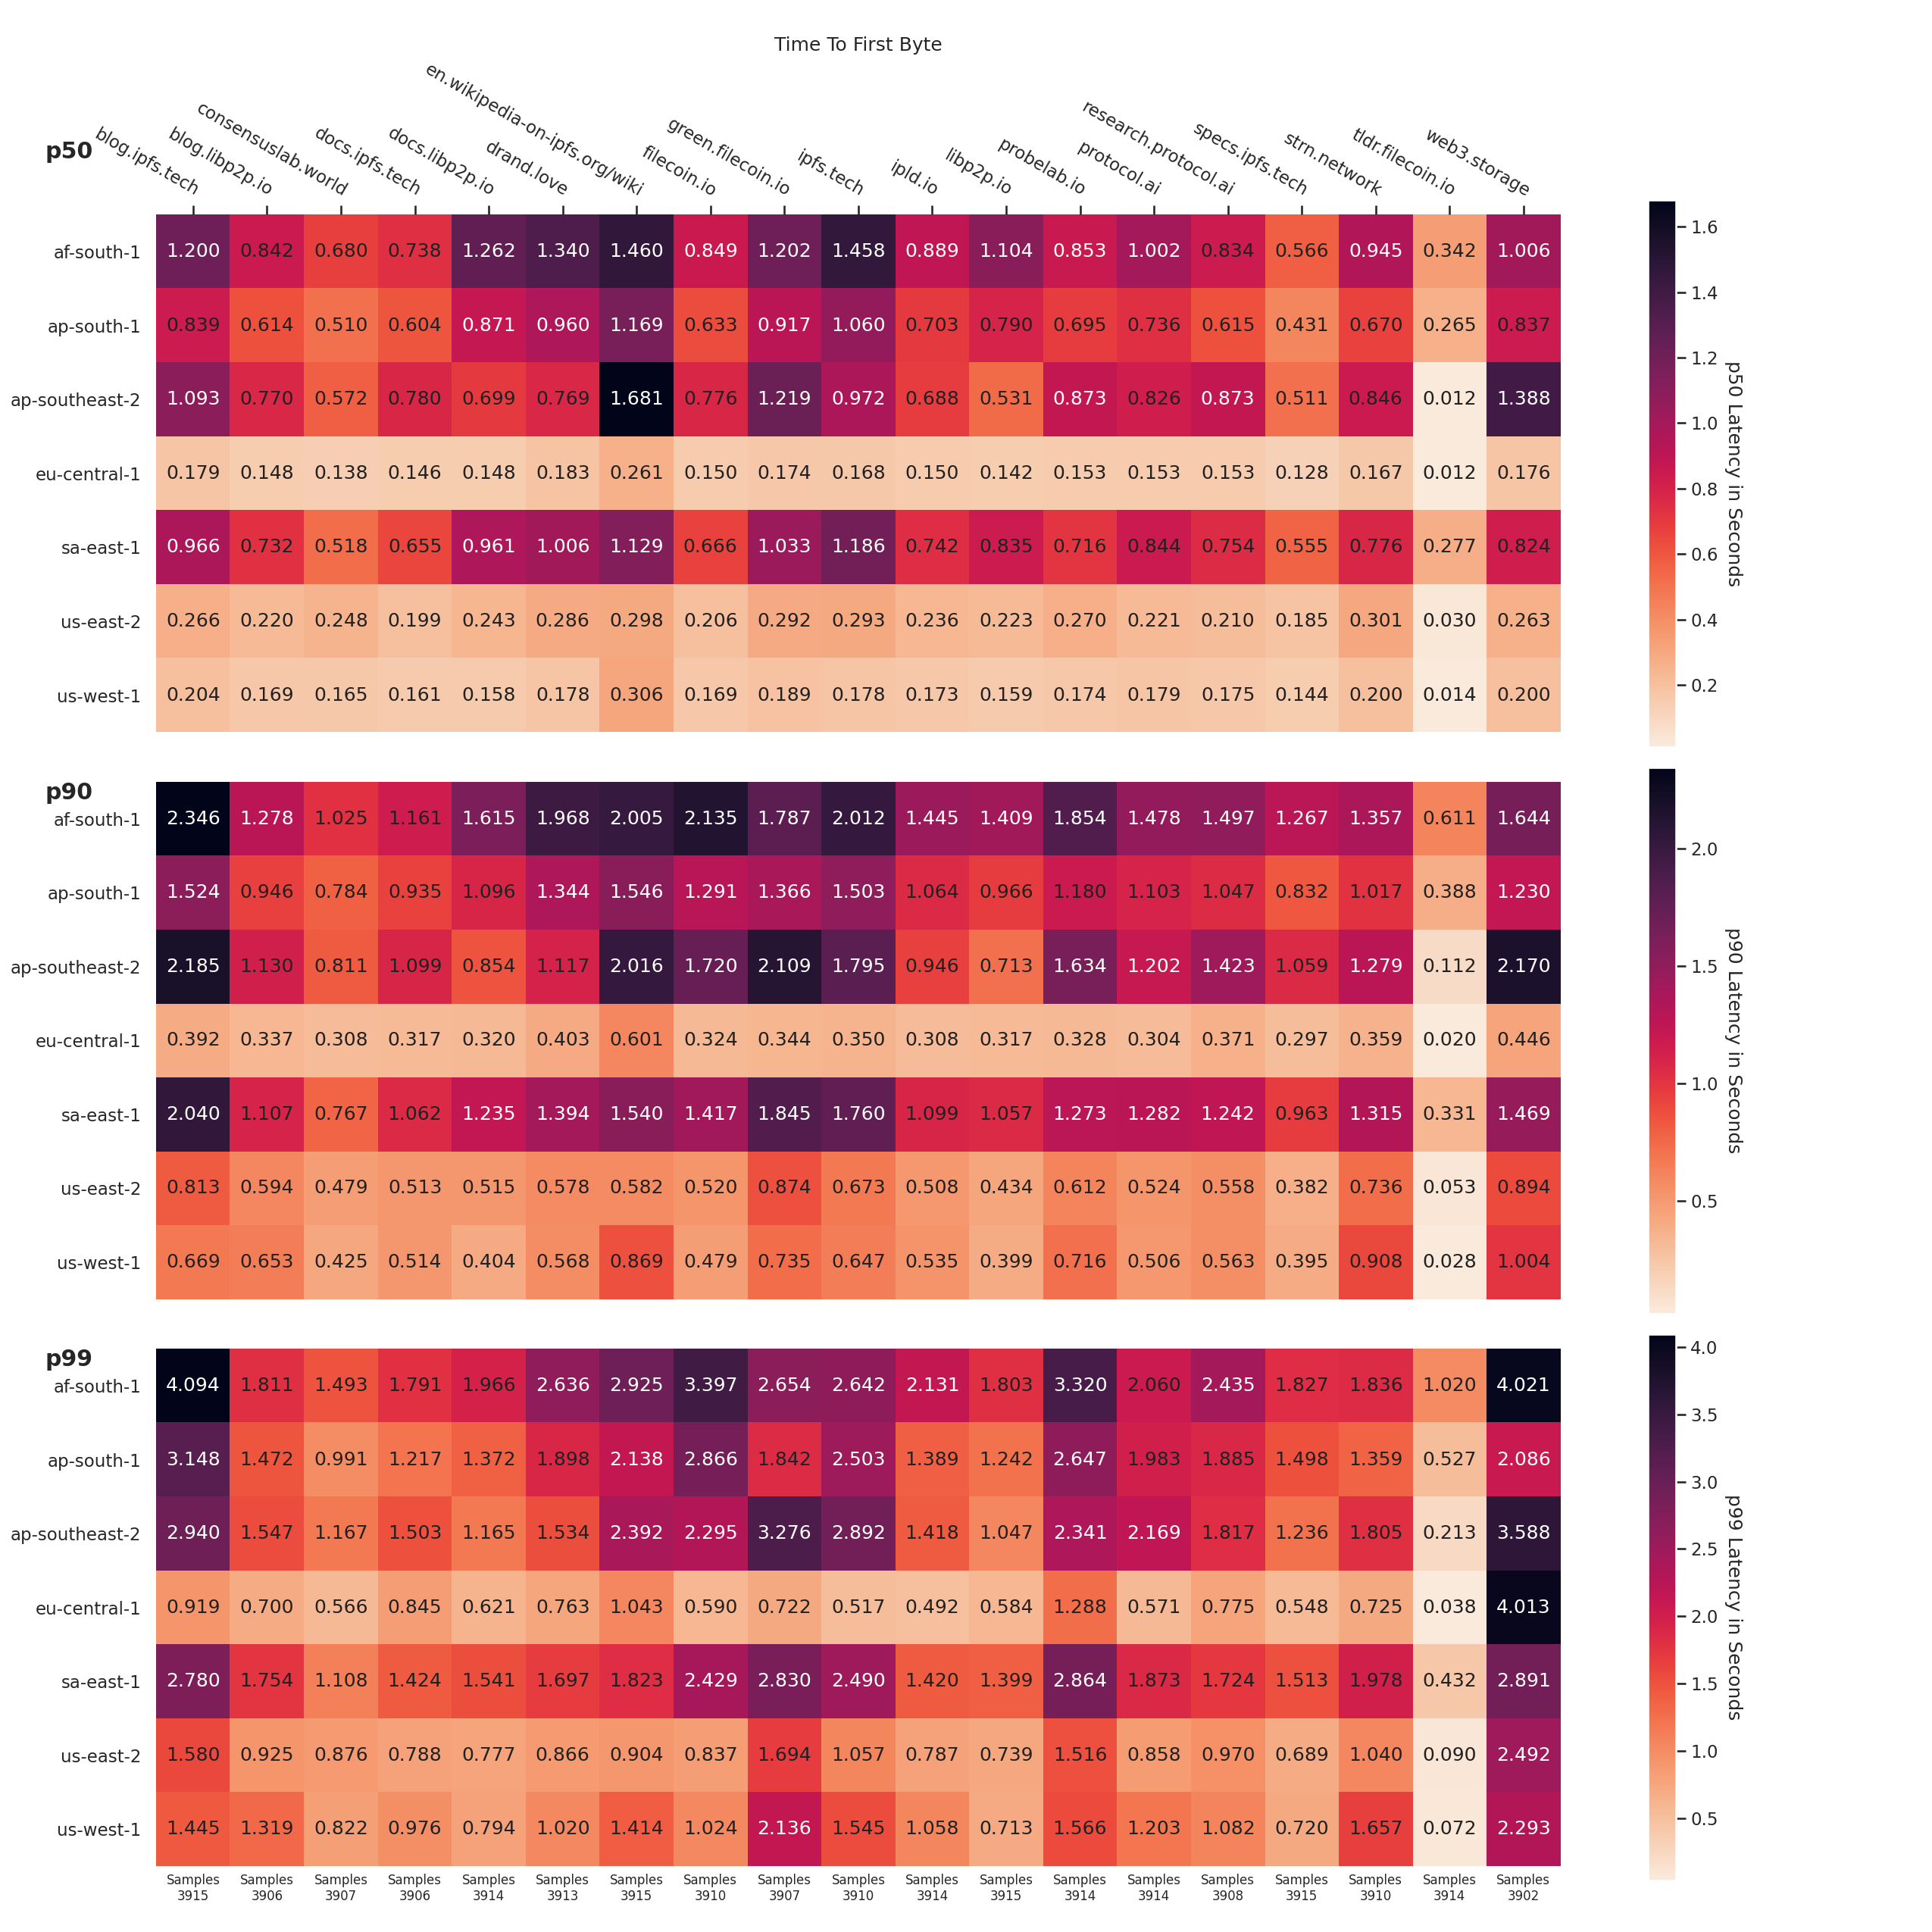 Time To First Byte
p50
blog.ipfs.tech
blog.libp2p.io
consensuslab.world
docs.ipfs.tech
docs.libp2p.io
drand.love
en.wikipedia-on-ipfs.org/wiki
filecoin.io
green.filecoin.io
ipfs.tech
ipld.io
libp2p.io
probelab.io
protocol.ai
research.protocol.ai
specs.ipfs.tech
strn.network
tldr.filecoin.io
web3.storage
af-south-1 1.200 0.842 0.680 0.738 1.262 1.340 1.460 0.849 1.202 1.458 0.889 1.104 0.853 1.002 0.834 0.566 0.945 0.342 1.006
ap-south-1 0.839 0.614 0.510 0.604 0.871 0.960 1.169 0.633 0.917 1.060 0.703 0.790 0.695 0.736 0.615 0.431 0.670 0.265 0.837
ap-southeast-2 1.093 0.770 0.572 0.780 0.699 0.769 1.681 0.776 1.219 0.972 0.688 0.531 0.873 0.826 0.873 0.511 0.846 0.012 1.388
eu-central-1 0.179 0.148 0.138 0.146 0.148 0.183 0.261 0.150 0.174 0.168 0.150 0.142 0.153 0.153 0.153 0.128 0.167 0.012 0.176
sa-east-1 0.966 0.732 0.518 0.655 0.961 1.006 1.129 0.666 1.033 1.186 0.742 0.835 0.716 0.844 0.754 0.555 0.776 0.277 0.824
us-east-2 0.266 0.220 0.248 0.199 0.243 0.286 0.298 0.206 0.292 0.293 0.236 0.223 0.270 0.221 0.210 0.185 0.301 0.030 0.263
us-west-1 0.204 0.169 0.165 0.161 0.158 0.178 0.306 0.169 0.189 0.178 0.173 0.159 0.174 0.179 0.175 0.144 0.200 0.014 0.200
1.6
1.4
1.2
1.0
0.8
0.6
0.4
0.2
p50 Latency in Seconds
p90
af-south-1 2.346 1.278 1.025 1.161 1.615 1.968 2.005 2.135 1.787 2.012 1.445 1.409 1.854 1.478 1.497 1.267 1.357 0.611 1.644
ap-south-1 1.524 0.946 0.784 0.935 1.096 1.344 1.546 1.291 1.366 1.503 1.064 0.966 1.180 1.103 1.047 0.832 1.017 0.388 1.230
ap-southeast-2 2.185 1.130 0.811 1.099 0.854 1.117 2.016 1.720 2.109 1.795 0.946 0.713 1.634 1.202 1.423 1.059 1.279 0.112 2.170
eu-central-1 0.392 0.337 0.308 0.317 0.320 0.403 0.601 0.324 0.344 0.350 0.308 0.317 0.328 0.304 0.371 0.297 0.359 0.020 0.446
sa-east-1 2.040 1.107 0.767 1.062 1.235 1.394 1.540 1.417 1.845 1.760 1.099 1.057 1.273 1.282 1.242 0.963 1.315 0.331 1.469
us-east-2 0.813 0.594 0.479 0.513 0.515 0.578 0.582 0.520 0.874 0.673 0.508 0.434 0.612 0.524 0.558 0.382 0.736 0.053 0.894
us-west-1 0.669 0.653 0.425 0.514 0.404 0.568 0.869 0.479 0.735 0.647 0.535 0.399 0.716 0.506 0.563 0.395 0.908 0.028 1.004
2.0
1.5
1.0
0.5
p90 Latency in Seconds
p99
af-south-1 4.094 1.811 1.493 1.791 1.966 2.636 2.925 3.397 2.654 2.642 2.131 1.803 3.320 2.060 2.435 1.827 1.836 1.020 4.021
ap-south-1 3.148 1.472 0.991 1.217 1.372 1.898 2.138 2.866 1.842 2.503 1.389 1.242 2.647 1.983 1.885 1.498 1.359 0.527 2.086
ap-southeast-2 2.940 1.547 1.167 1.503 1.165 1.534 2.392 2.295 3.276 2.892 1.418 1.047 2.341 2.169 1.817 1.236 1.805 0.213 3.588
eu-central-1 0.919 0.700 0.566 0.845 0.621 0.763 1.043 0.590 0.722 0.517 0.492 0.584 1.288 0.571 0.775 0.548 0.725 0.038 4.013
sa-east-1 2.780 1.754 1.108 1.424 1.541 1.697 1.823 2.429 2.830 2.490 1.420 1.399 2.864 1.873 1.724 1.513 1.978 0.432 2.891
us-east-2 1.580 0.925 0.876 0.788 0.777 0.866 0.904 0.837 1.694 1.057 0.787 0.739 1.516 0.858 0.970 0.689 1.040 0.090 2.492
us-west-1 1.445 1.319 0.822 0.976 0.794 1.020 1.414 1.024 2.136 1.545 1.058 0.713 1.566 1.203 1.082 0.720 1.657 0.072 2.293
4.0
3.5
3.0
2.5
2.0
1.5
1.0
0.5
p99 Latency in Seconds
Samples Samples Samples Samples Samples Samples Samples Samples Samples Samples Samples Samples Samples Samples Samples Samples Samples Samples Samples
3915 3906 3907 3906 3914 3913 3915 3910 3907 3910 3914 3915 3914 3914 3908 3915 3910 3914 3902